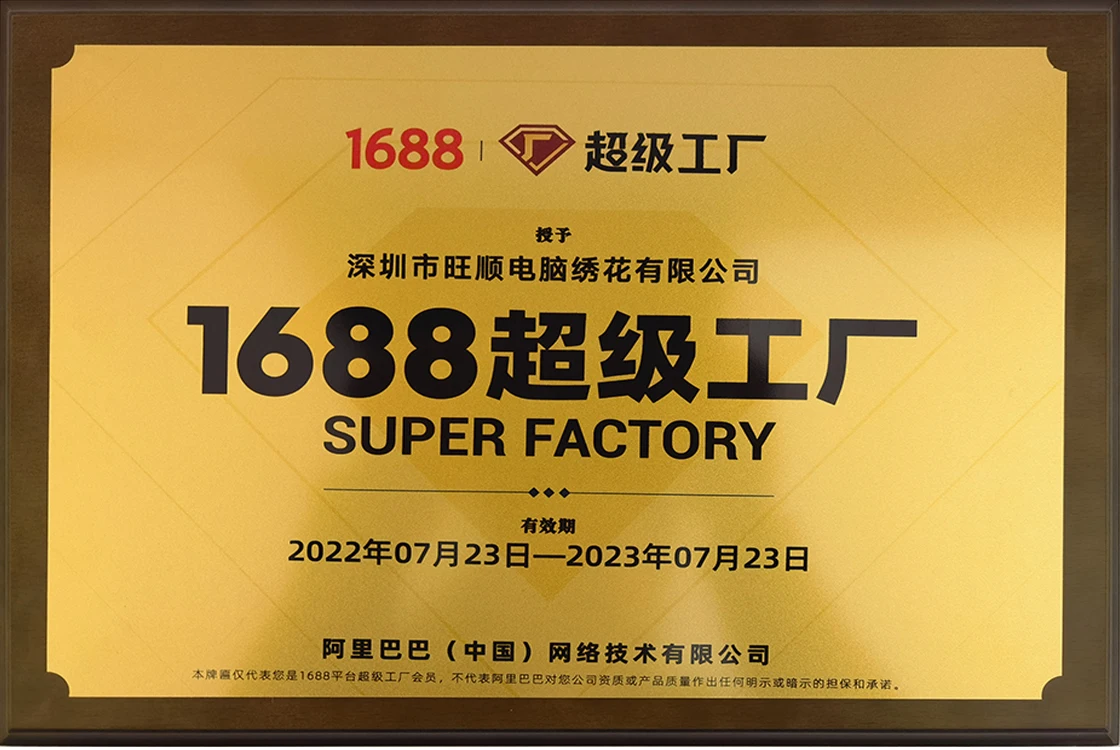 1688 | 超级工厂
授予
深圳市旺顺电脑绣花有限公司
1688超级工厂
SUPER FACTORY
有效期
2022年07月23日—2023年07月23日
阿里巴巴（中国）网络技术有限公司
本牌匾仅代表您是1688平台超级工厂会员，不代表阿里巴巴对您公司资质或产品质量作出任何明示或暗示的担保和承诺。